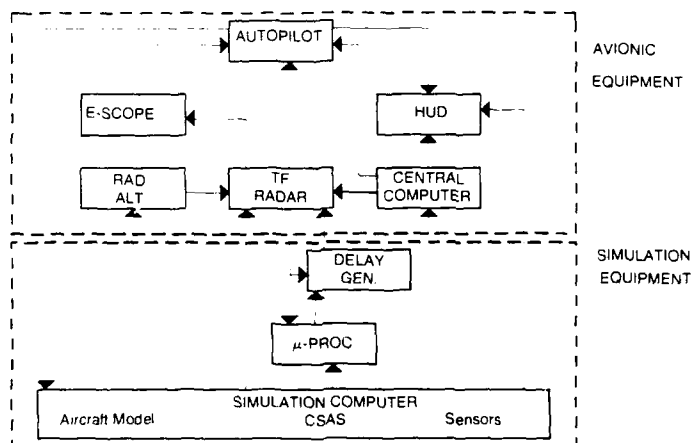 AUTOPILOT
AVIONIC
EQUIPMENT
E-SCOPE
HUD
RAD
ALT
TF
RADAR
CENTRAL
COMPUTER
SIMULATION
EQUIPMENT
DELAY
GEN.
μ-PROC
SIMULATION COMPUTER
Aircraft Model
CSAS
Sensors